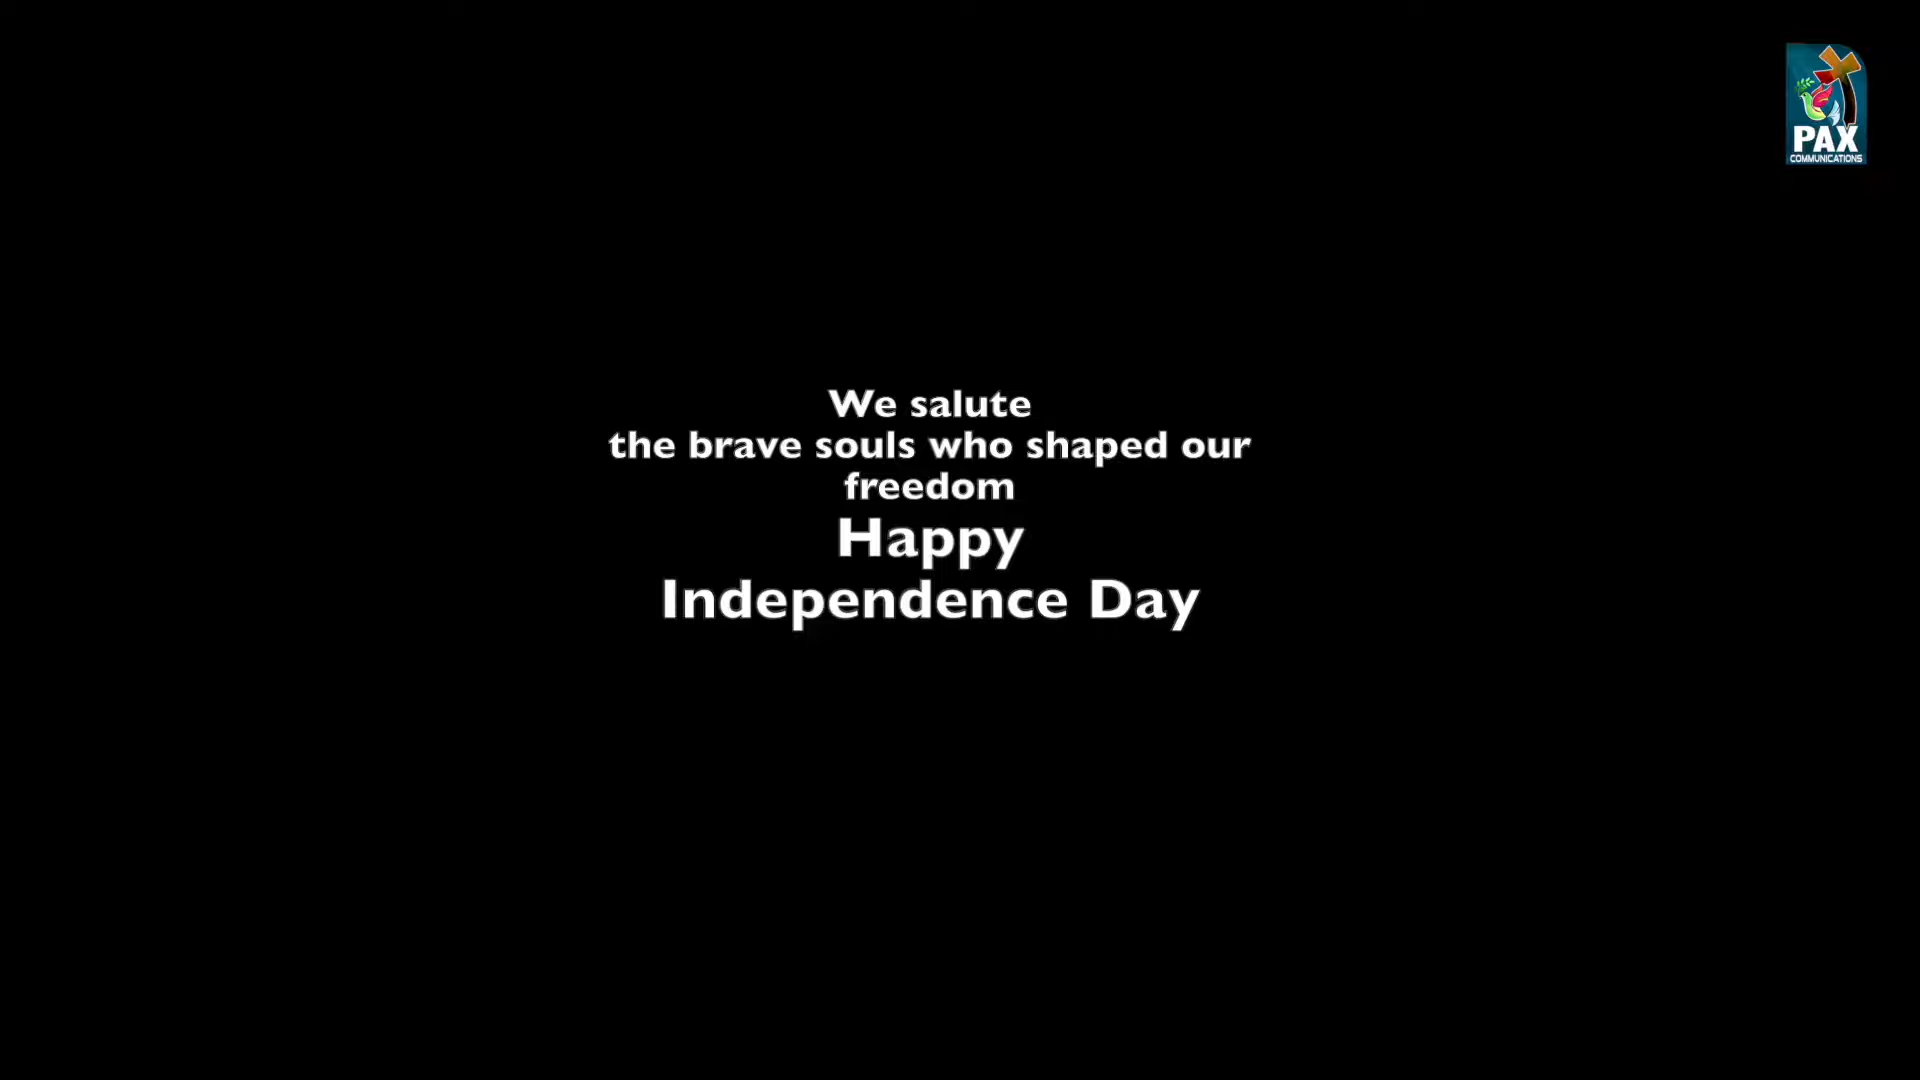 PAX
COMMUNICATIONS
We salute
the brave souls who shaped our
freedom
Happy
Independence Day